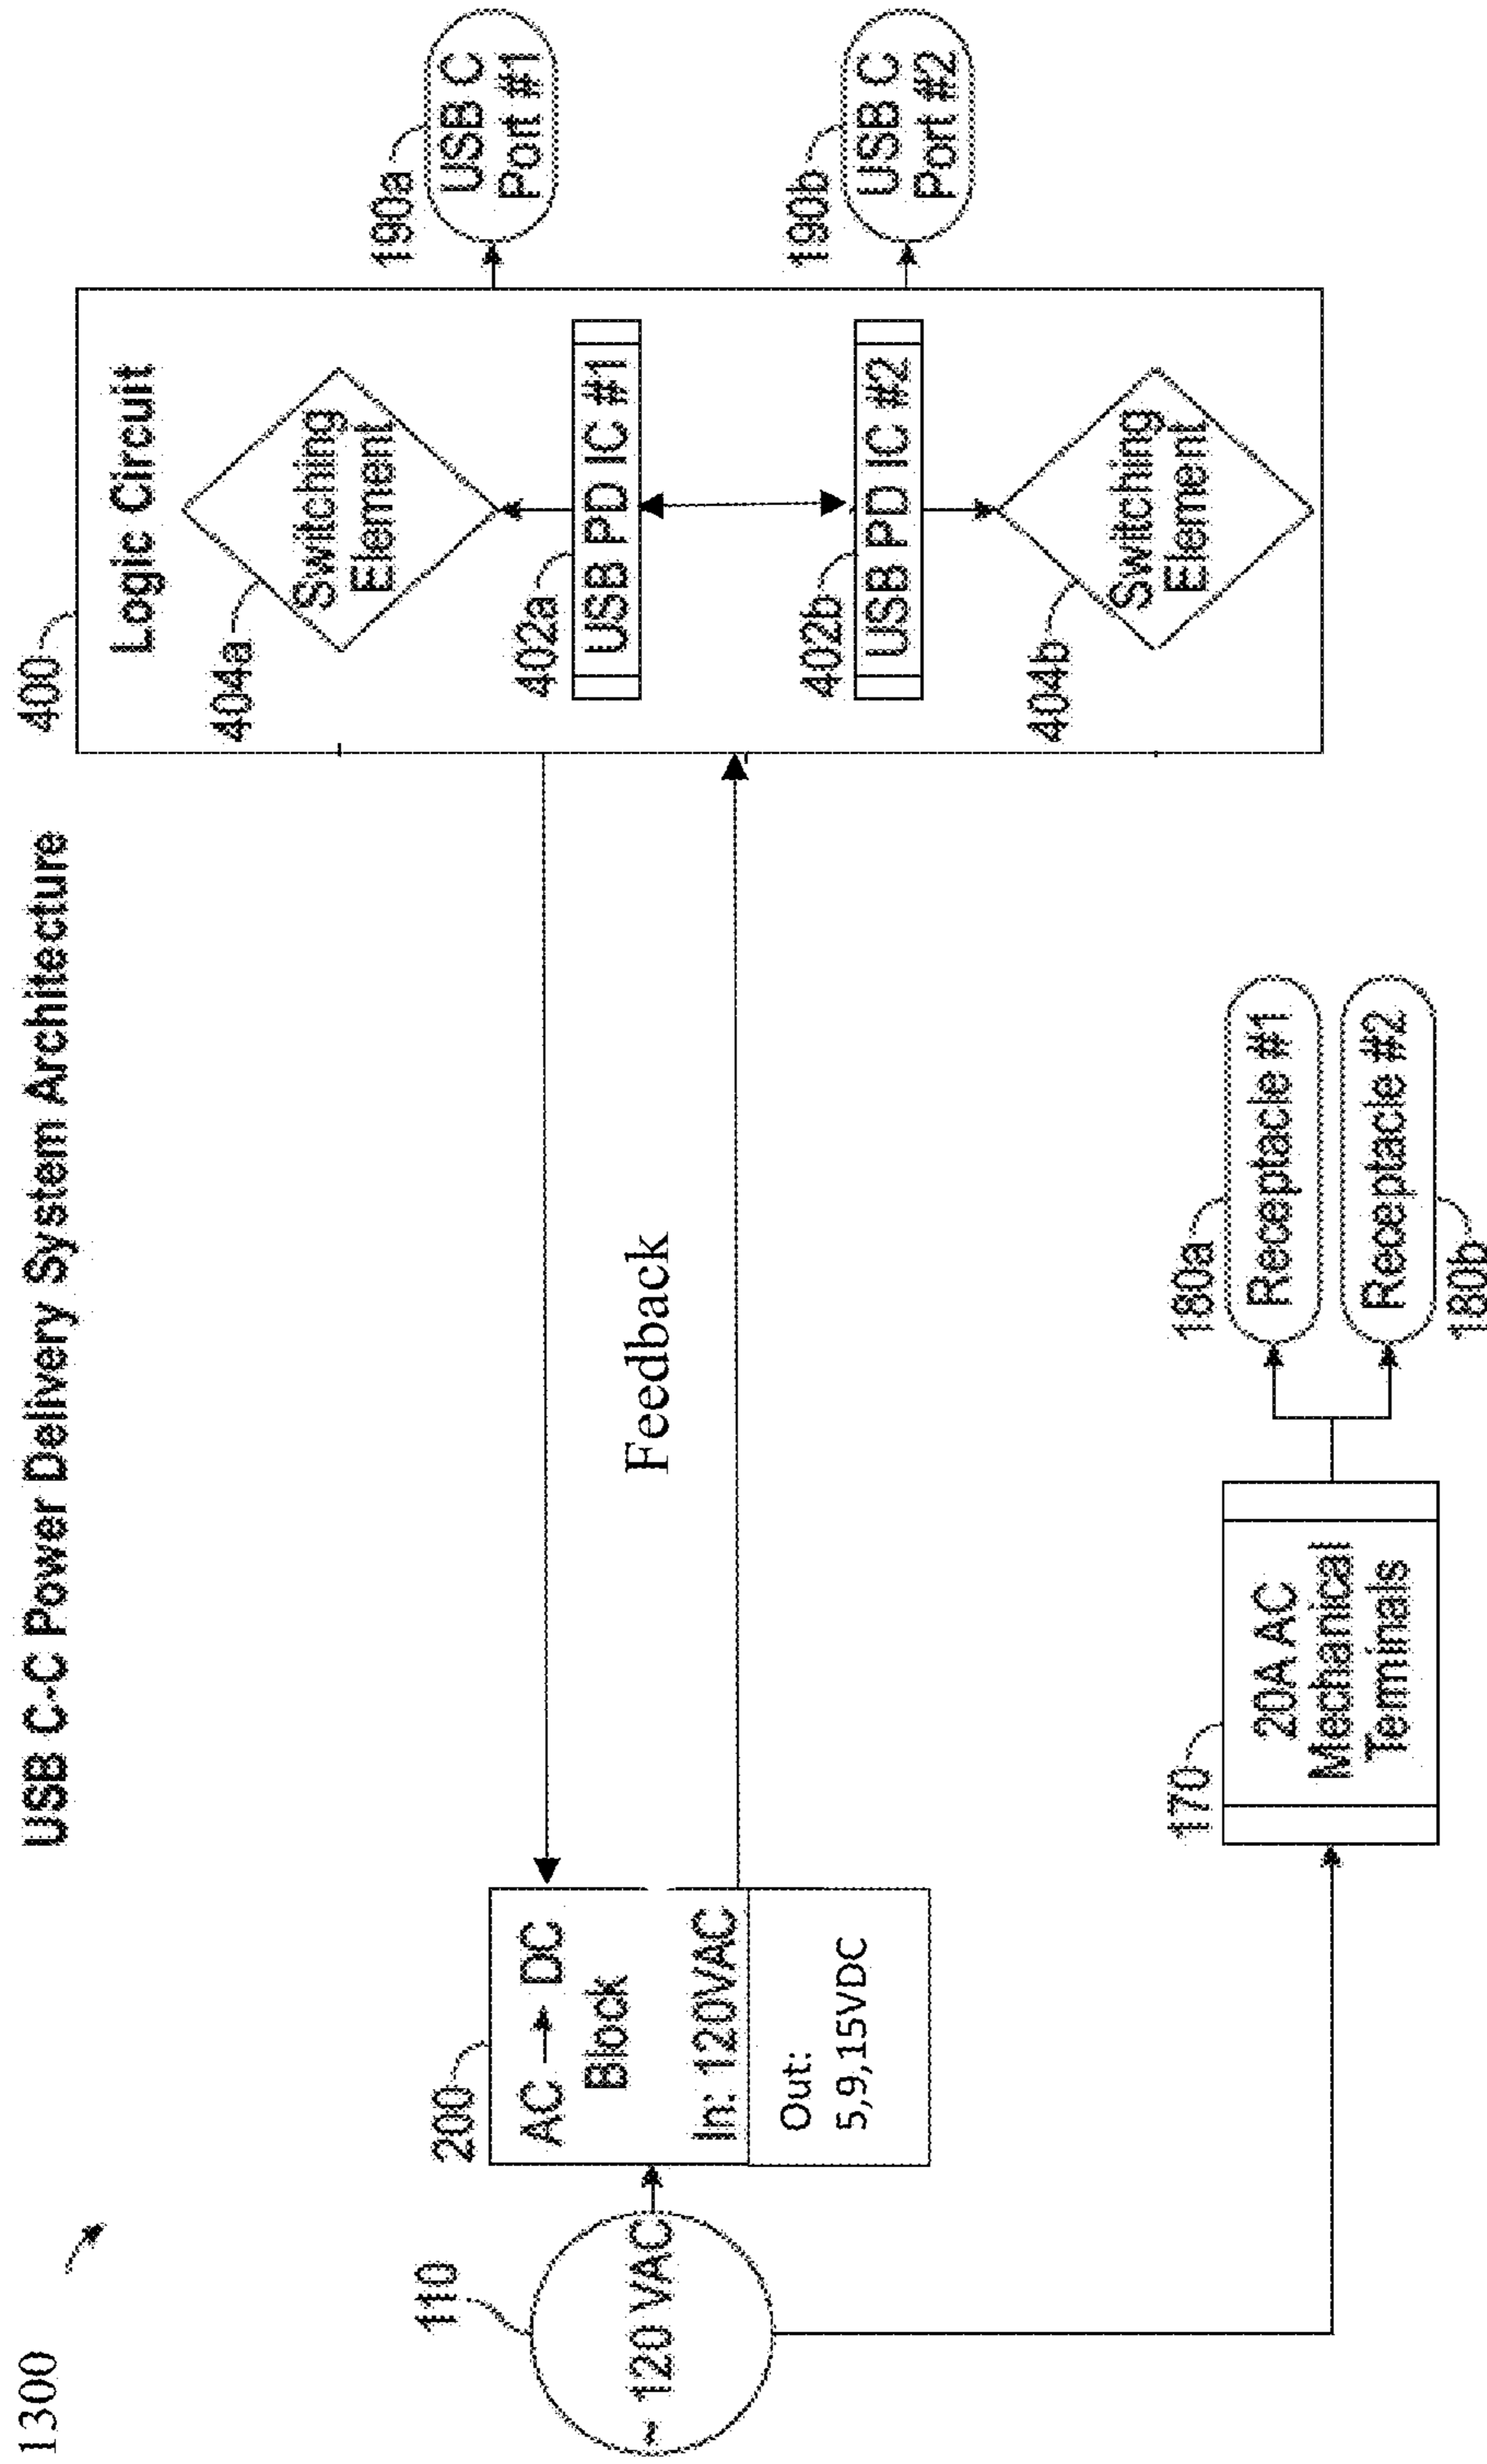 1300
USB C-C Power Delivery System Architecture
110
~ 120 VAC
200
AC → DC
Block
In: 120VAC
Out:
5,9,15VDC
Feedback
400
Logic Circuit
404a
Switching
Element
402a
USB PD IC #1
402b
USB PD IC #2
404b
Switching
Element
190a
USB C
Port #1
190b
USB C
Port #2
170
20A AC
Mechanical
Terminals
180a
Receptacle #1
Receptacle #2
180b